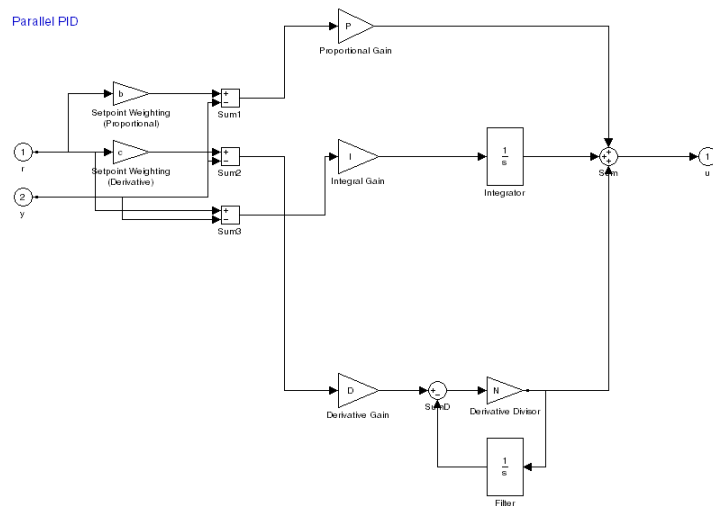 Parallel PID
P
Proportional Gain
b
+
−
Setpoint Weighting
(Proportional)
Sum1
1
r
c
+
−
Setpoint Weighting
(Derivative)
Sum2
I
Integral Gain
1
s
Integrator
+
+
+
Sum
1
u
2
y
+
−
Sum3
D
Derivative Gain
+
−
SumD
N
Derivative Divisor
1
s
Filter